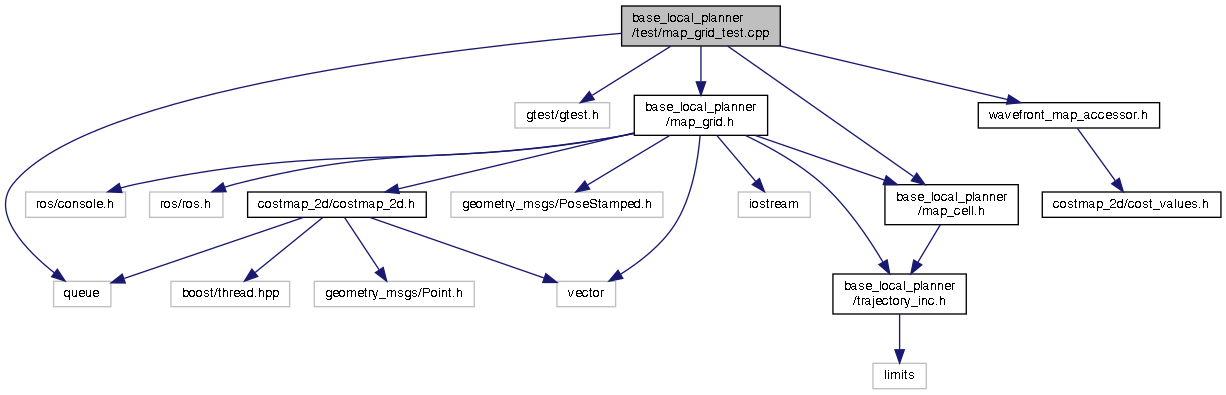 base_local_planner
/test/map_grid_test.cpp
gtest/gtest.h
base_local_planner
/map_grid.h
wavefront_map_accessor.h
ros/console.h
ros/ros.h
costmap_2d/costmap_2d.h
geometry_msgs/PoseStamped.h
iostream
base_local_planner
/map_cell.h
costmap_2d/cost_values.h
queue
boost/thread.hpp
geometry_msgs/Point.h
vector
base_local_planner
/trajectory_inc.h
limits